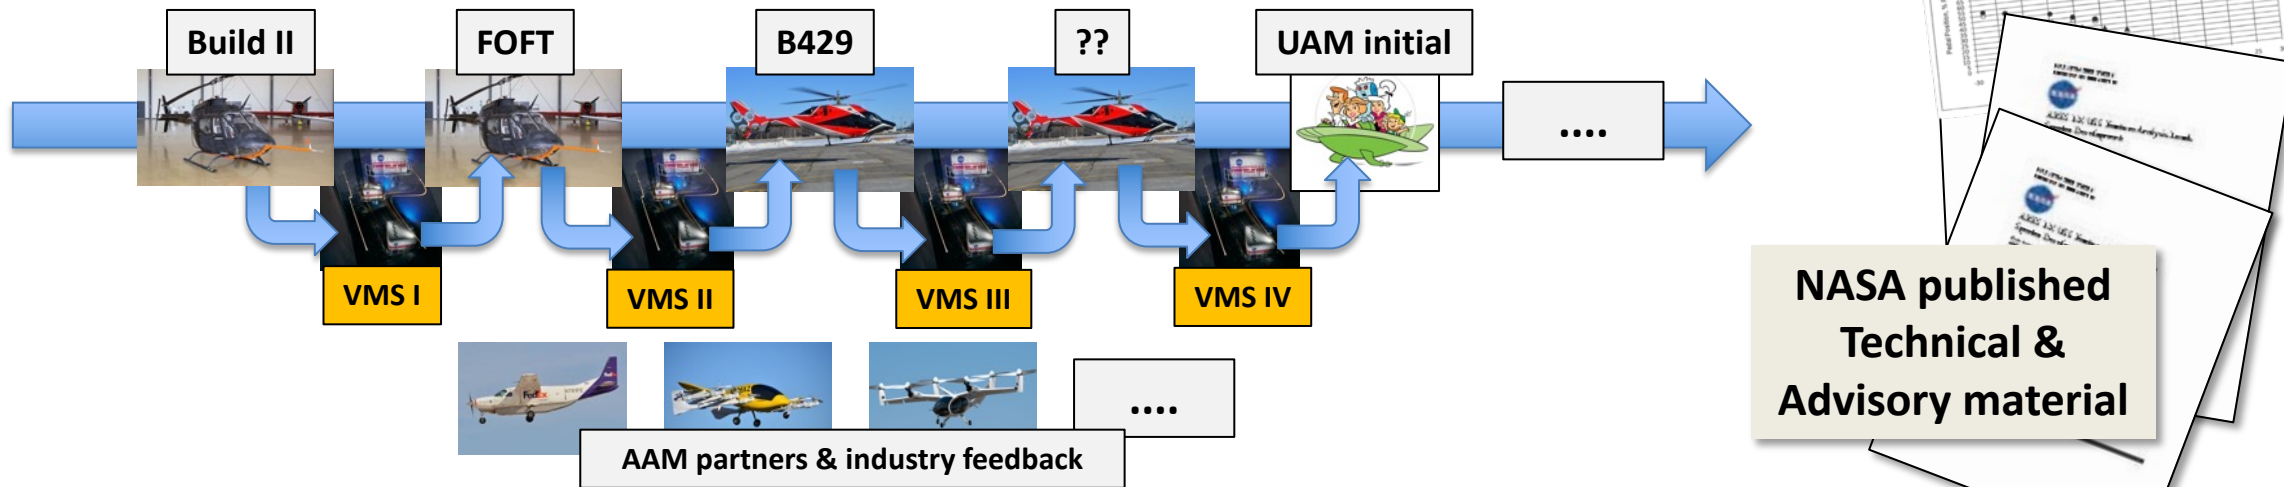 Build II
FOFT
B429
??
UAM initial
....
VMS I
VMS II
VMS III
VMS IV
FedEx
....
AAM partners & industry feedback
NASA published
Technical &
Advisory material